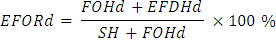 EFORd = (FOHd + EFDHd) / (SH + FOHd) × 100 %